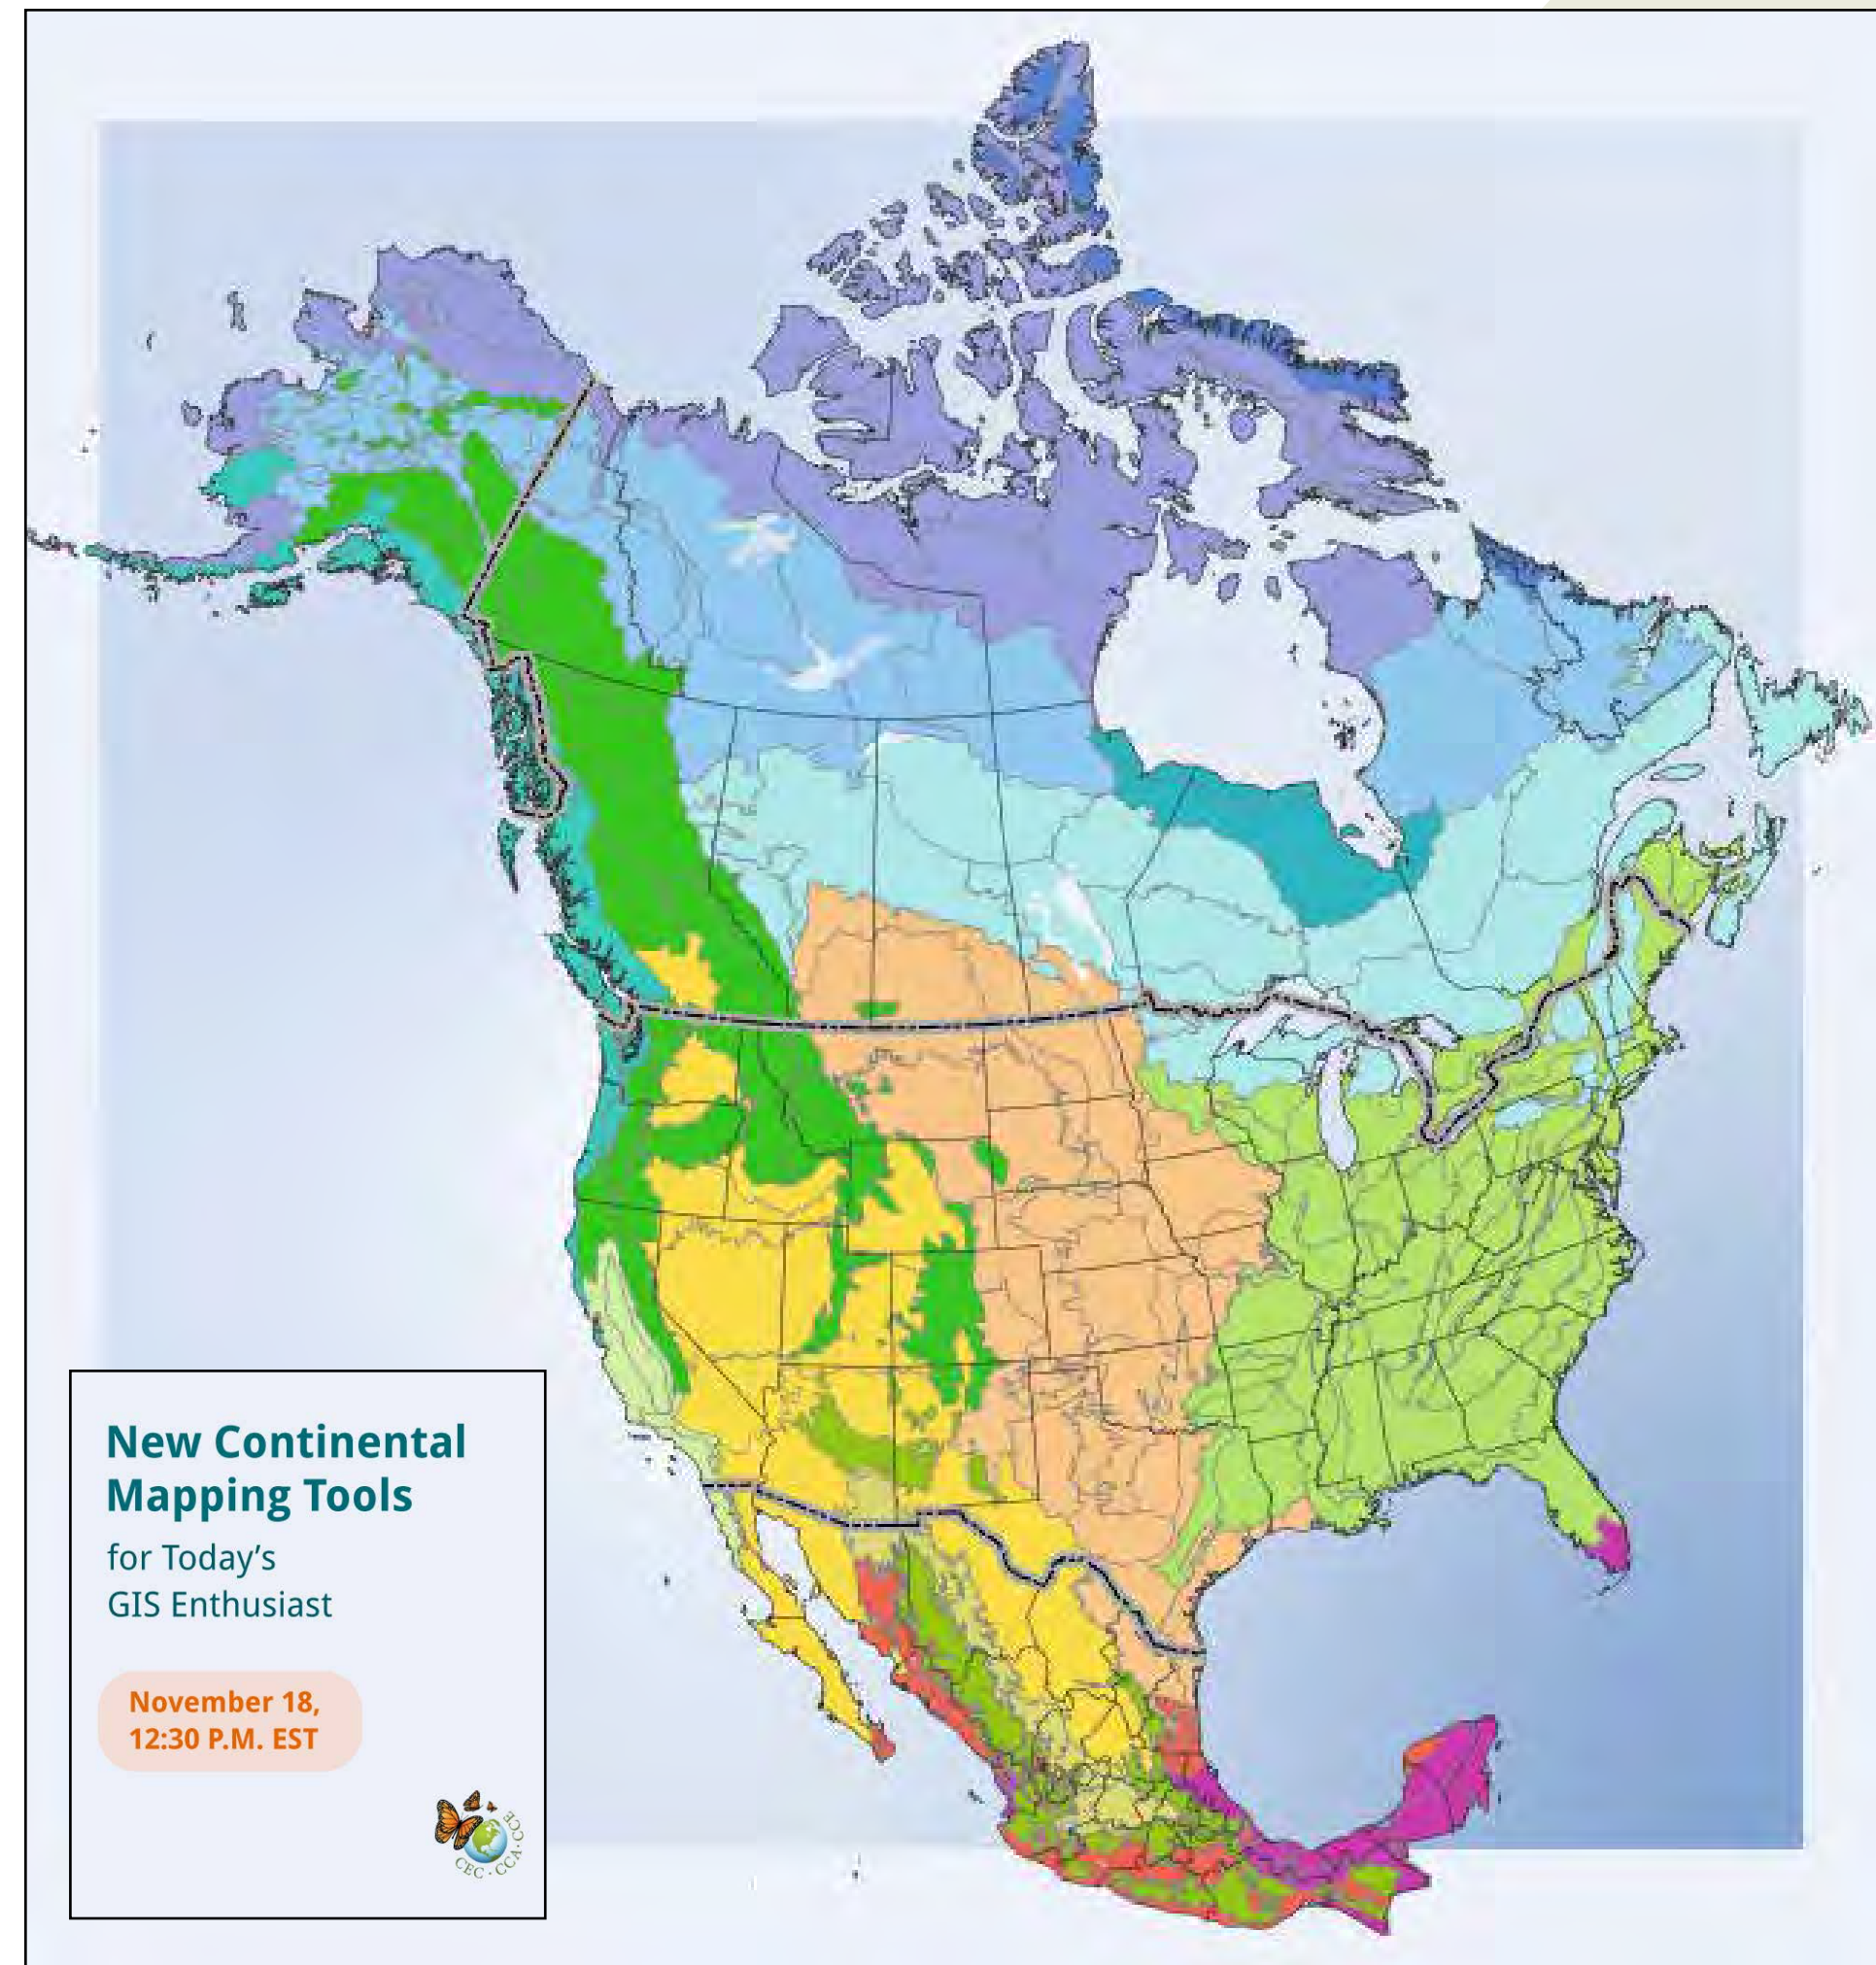 New Continental
Mapping Tools
for Today’s
GIS Enthusiast
November 18,
12:30 P.M. EST
CEC · CCA · CCE